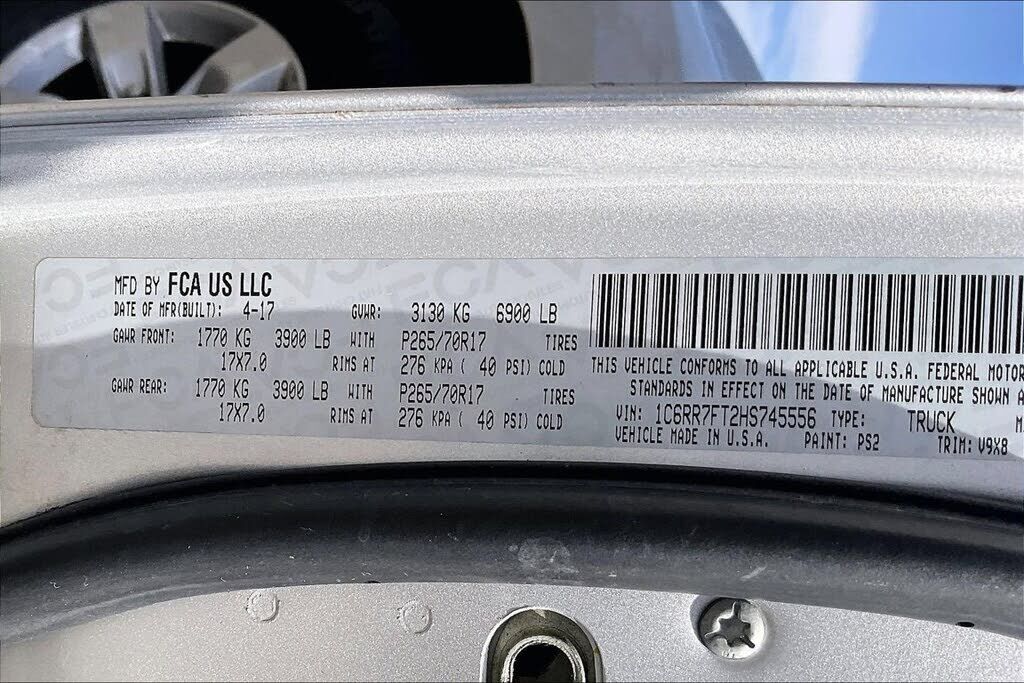 MFD BY FCA US LLC
DATE OF MFR(BUILT): 4-17 GVWR: 3130 KG 6900 LB
GAWR FRONT: 1770 KG 3900 LB WITH P265/70R17 TIRES
17X7.0 RIMS AT 276 KPA ( 40 PSI) COLD
GAWR REAR: 1770 KG 3900 LB WITH P265/70R17 TIRES
17X7.0 RIMS AT 276 KPA ( 40 PSI) COLD
THIS VEHICLE CONFORMS TO ALL APPLICABLE U.S.A. FEDERAL MOTOR
STANDARDS IN EFFECT ON THE DATE OF MANUFACTURE SHOWN A
VIN: 1C6RR7FT2HS745556 TYPE: TRUCK
VEHICLE MADE IN U.S.A. PAINT: PS2 TRIM: V9X8